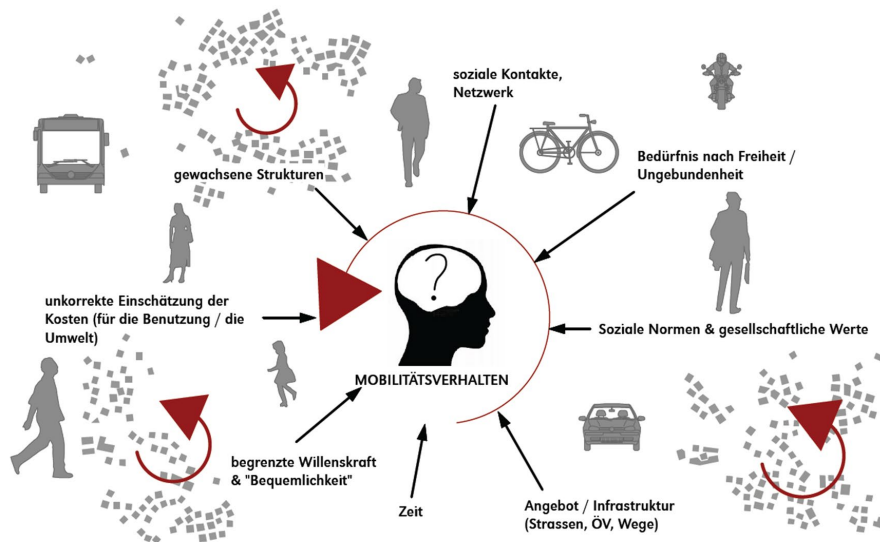 soziale Kontakte,
Netzwerk
Bedürfnis nach Freiheit /
Ungebundenheit
gewachsene Strukturen
?
unkorrekte Einschätzung der
Kosten (für die Benutzung / die
Umwelt)
Soziale Normen & gesellschaftliche Werte
MOBILITÄTSVERHALTEN
begrenzte Willenskraft
& "Bequemlichkeit"
Zeit
Angebot / Infrastruktur
(Strassen, ÖV, Wege)